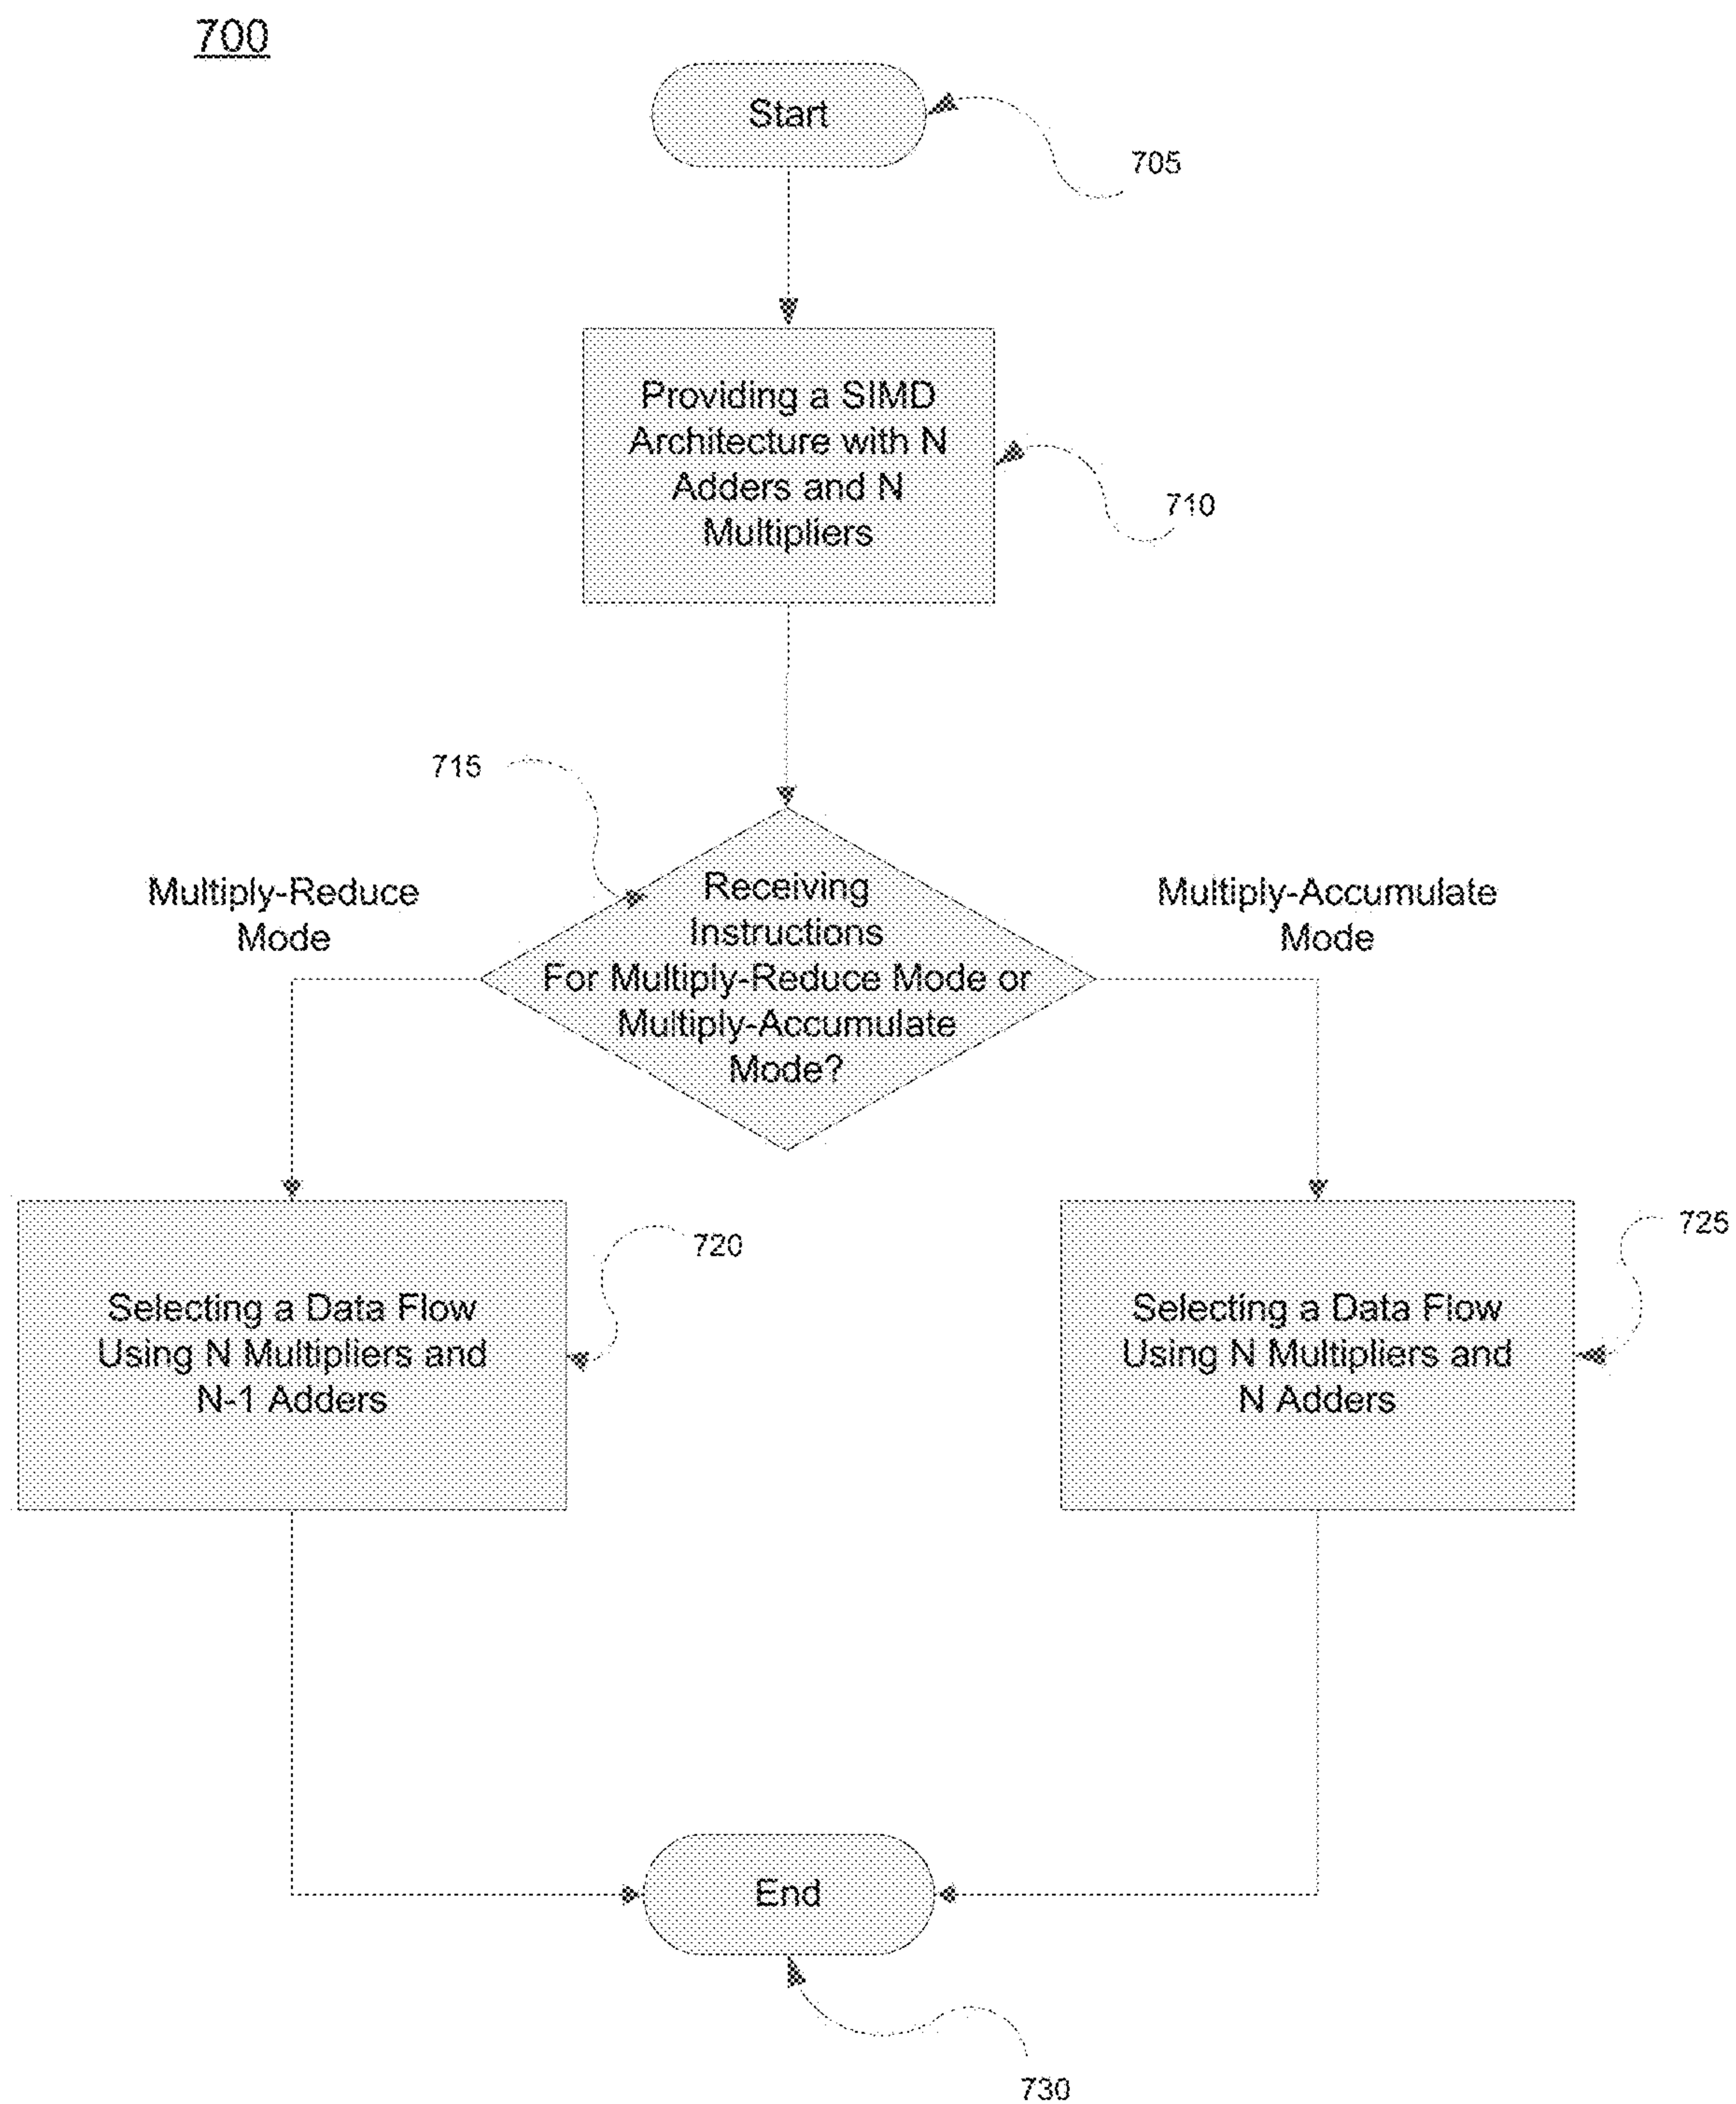 700
Start
705
Providing a SIMD
Architecture with N
Adders and N
Multipliers
710
715
Multiply-Reduce
Mode
Receiving
Instructions
For Multiply-Reduce Mode or
Multiply-Accumulate
Mode?
Multiply-Accumulate
Mode
Selecting a Data Flow
Using N Multipliers and
N-1 Adders
720
Selecting a Data Flow
Using N Multipliers and
N Adders
725
End
730